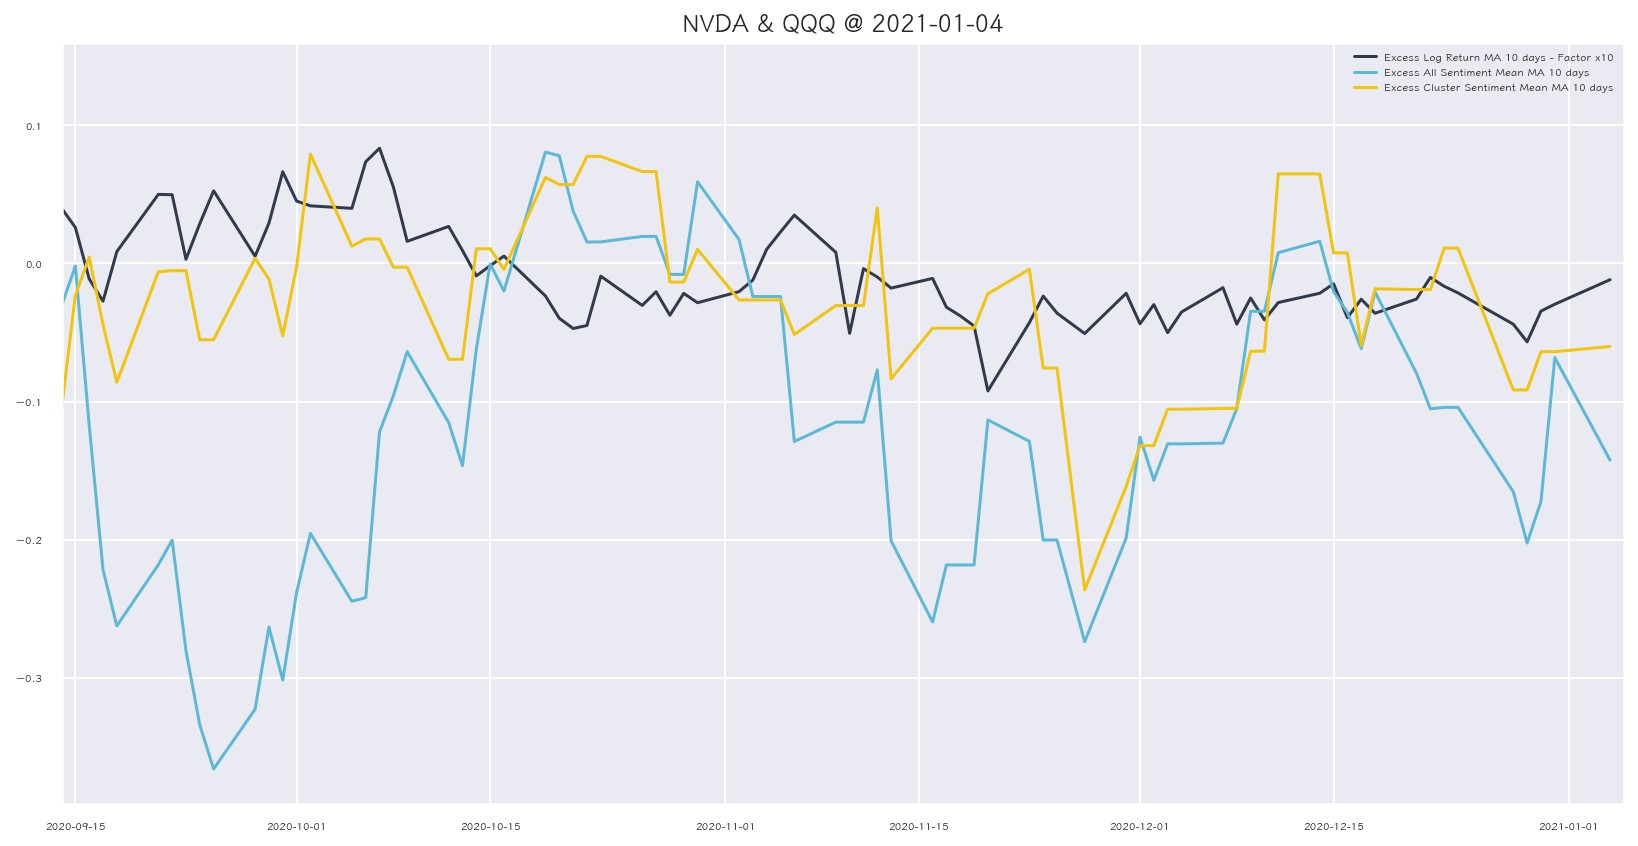 NVDA & QQQ @ 2021-01-04
Excess Log Return MA 10 days - Factor x10
Excess All Sentiment Mean MA 10 days
Excess Cluster Sentiment Mean MA 10 days
0.1
0.0
−0.1
−0.2
−0.3
2020-09-15 2020-10-01 2020-10-15 2020-11-01 2020-11-15 2020-12-01 2020-12-15 2021-01-01